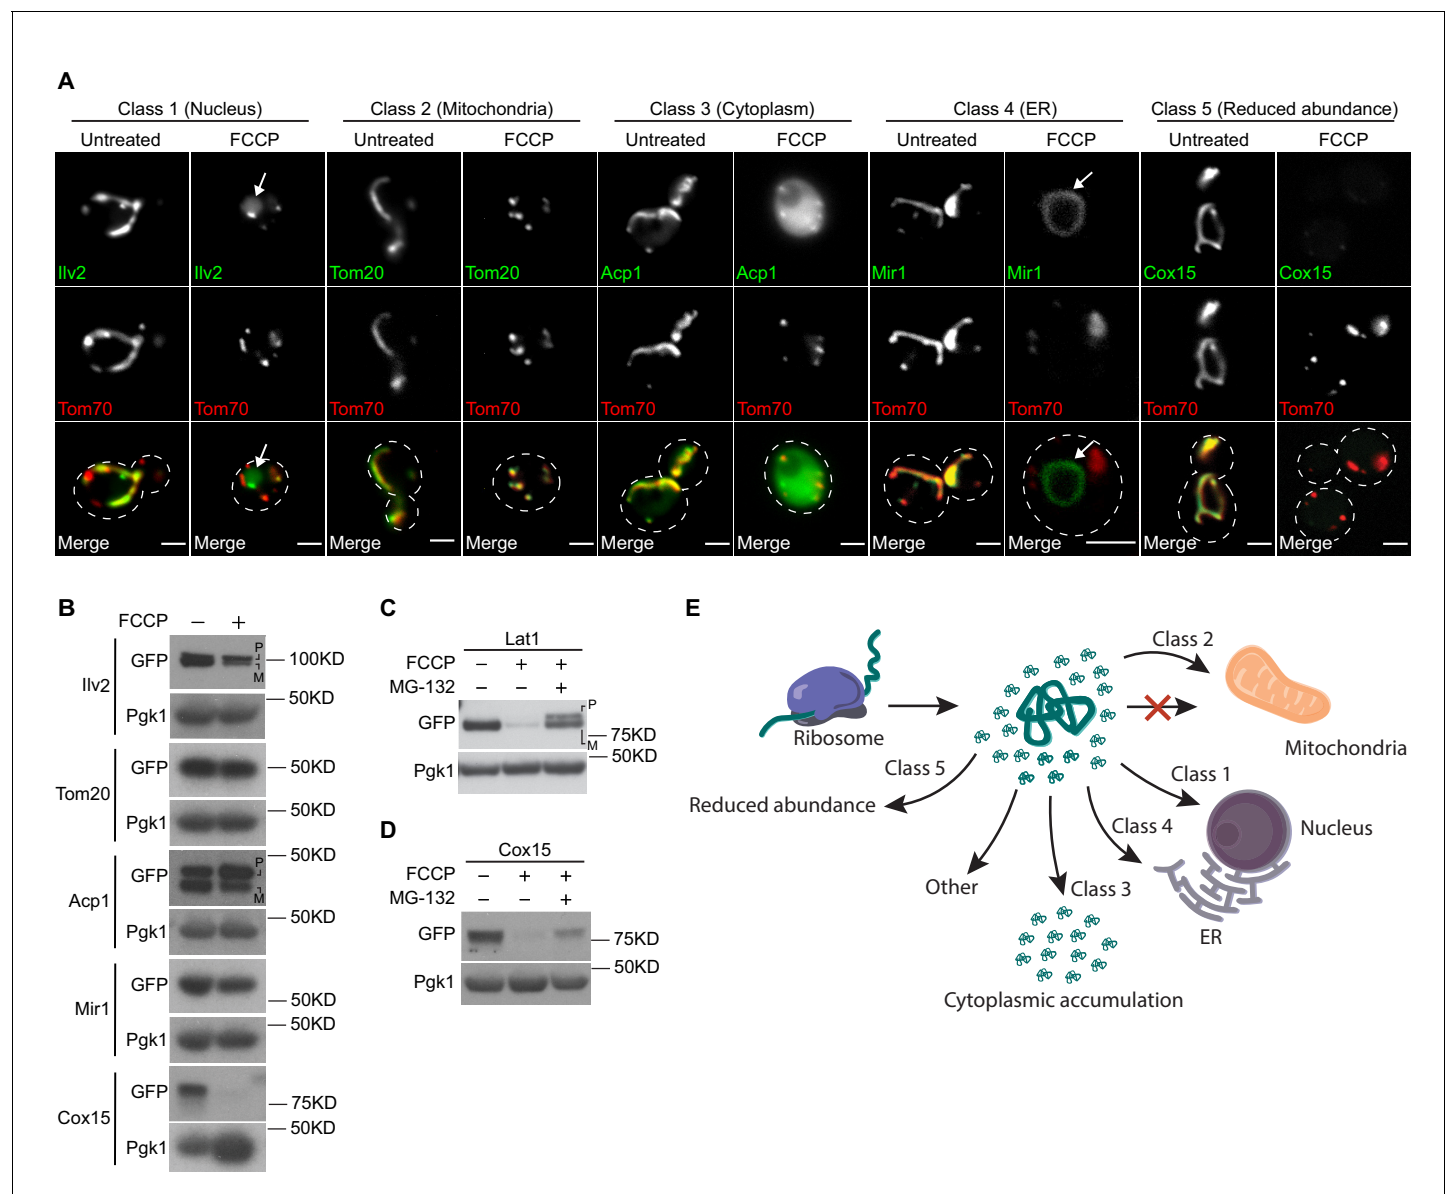 A
Class 1 (Nucleus) Class 2 (Mitochondria) Class 3 (Cytoplasm) Class 4 (ER) Class 5 (Reduced abundance)
Untreated FCCP Untreated FCCP Untreated FCCP Untreated FCCP Untreated FCCP
Ilv2 Ilv2 Tom20 Tom20 Acp1 Acp1 Mir1 Mir1 Cox15 Cox15
Tom70 Tom70 Tom70 Tom70 Tom70 Tom70 Tom70 Tom70 Tom70 Tom70
Merge Merge Merge Merge Merge Merge Merge Merge Merge Merge
B
FCCP − +
Ilv2
GFP P M 100KD
Pgk1 50KD
Tom20
GFP 50KD
Pgk1 50KD
Acp1
GFP P M 50KD
Pgk1 50KD
Mir1
GFP 50KD
Pgk1 50KD
Cox15
GFP 75KD
Pgk1 50KD
C
Lat1
FCCP − + +
MG-132 − − +
GFP P M 75KD
Pgk1 50KD
D
Cox15
FCCP − + +
MG-132 − − +
GFP 75KD
Pgk1 50KD
E
Ribosome
Class 2
Mitochondria
Class 5
Reduced abundance
Class 1
Nucleus
Class 4
ER
Other
Class 3
Cytoplasmic accumulation